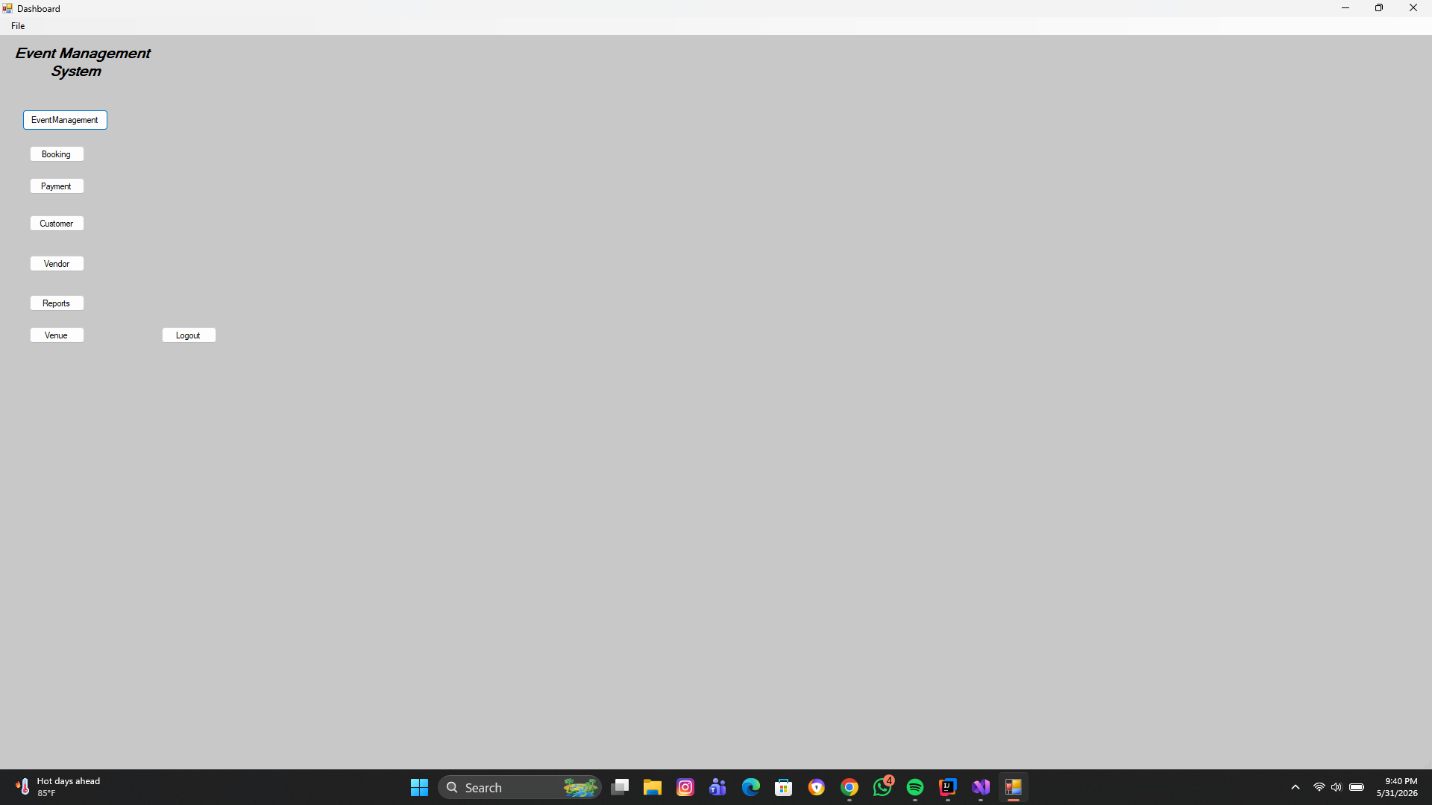 Dashboard
File
Event Management
System
EventManagement
Booking
Payment
Customer
Vendor
Reports
Venue
Logout
Hot days ahead
85°F
Search
4
9:40 PM
5/31/2026